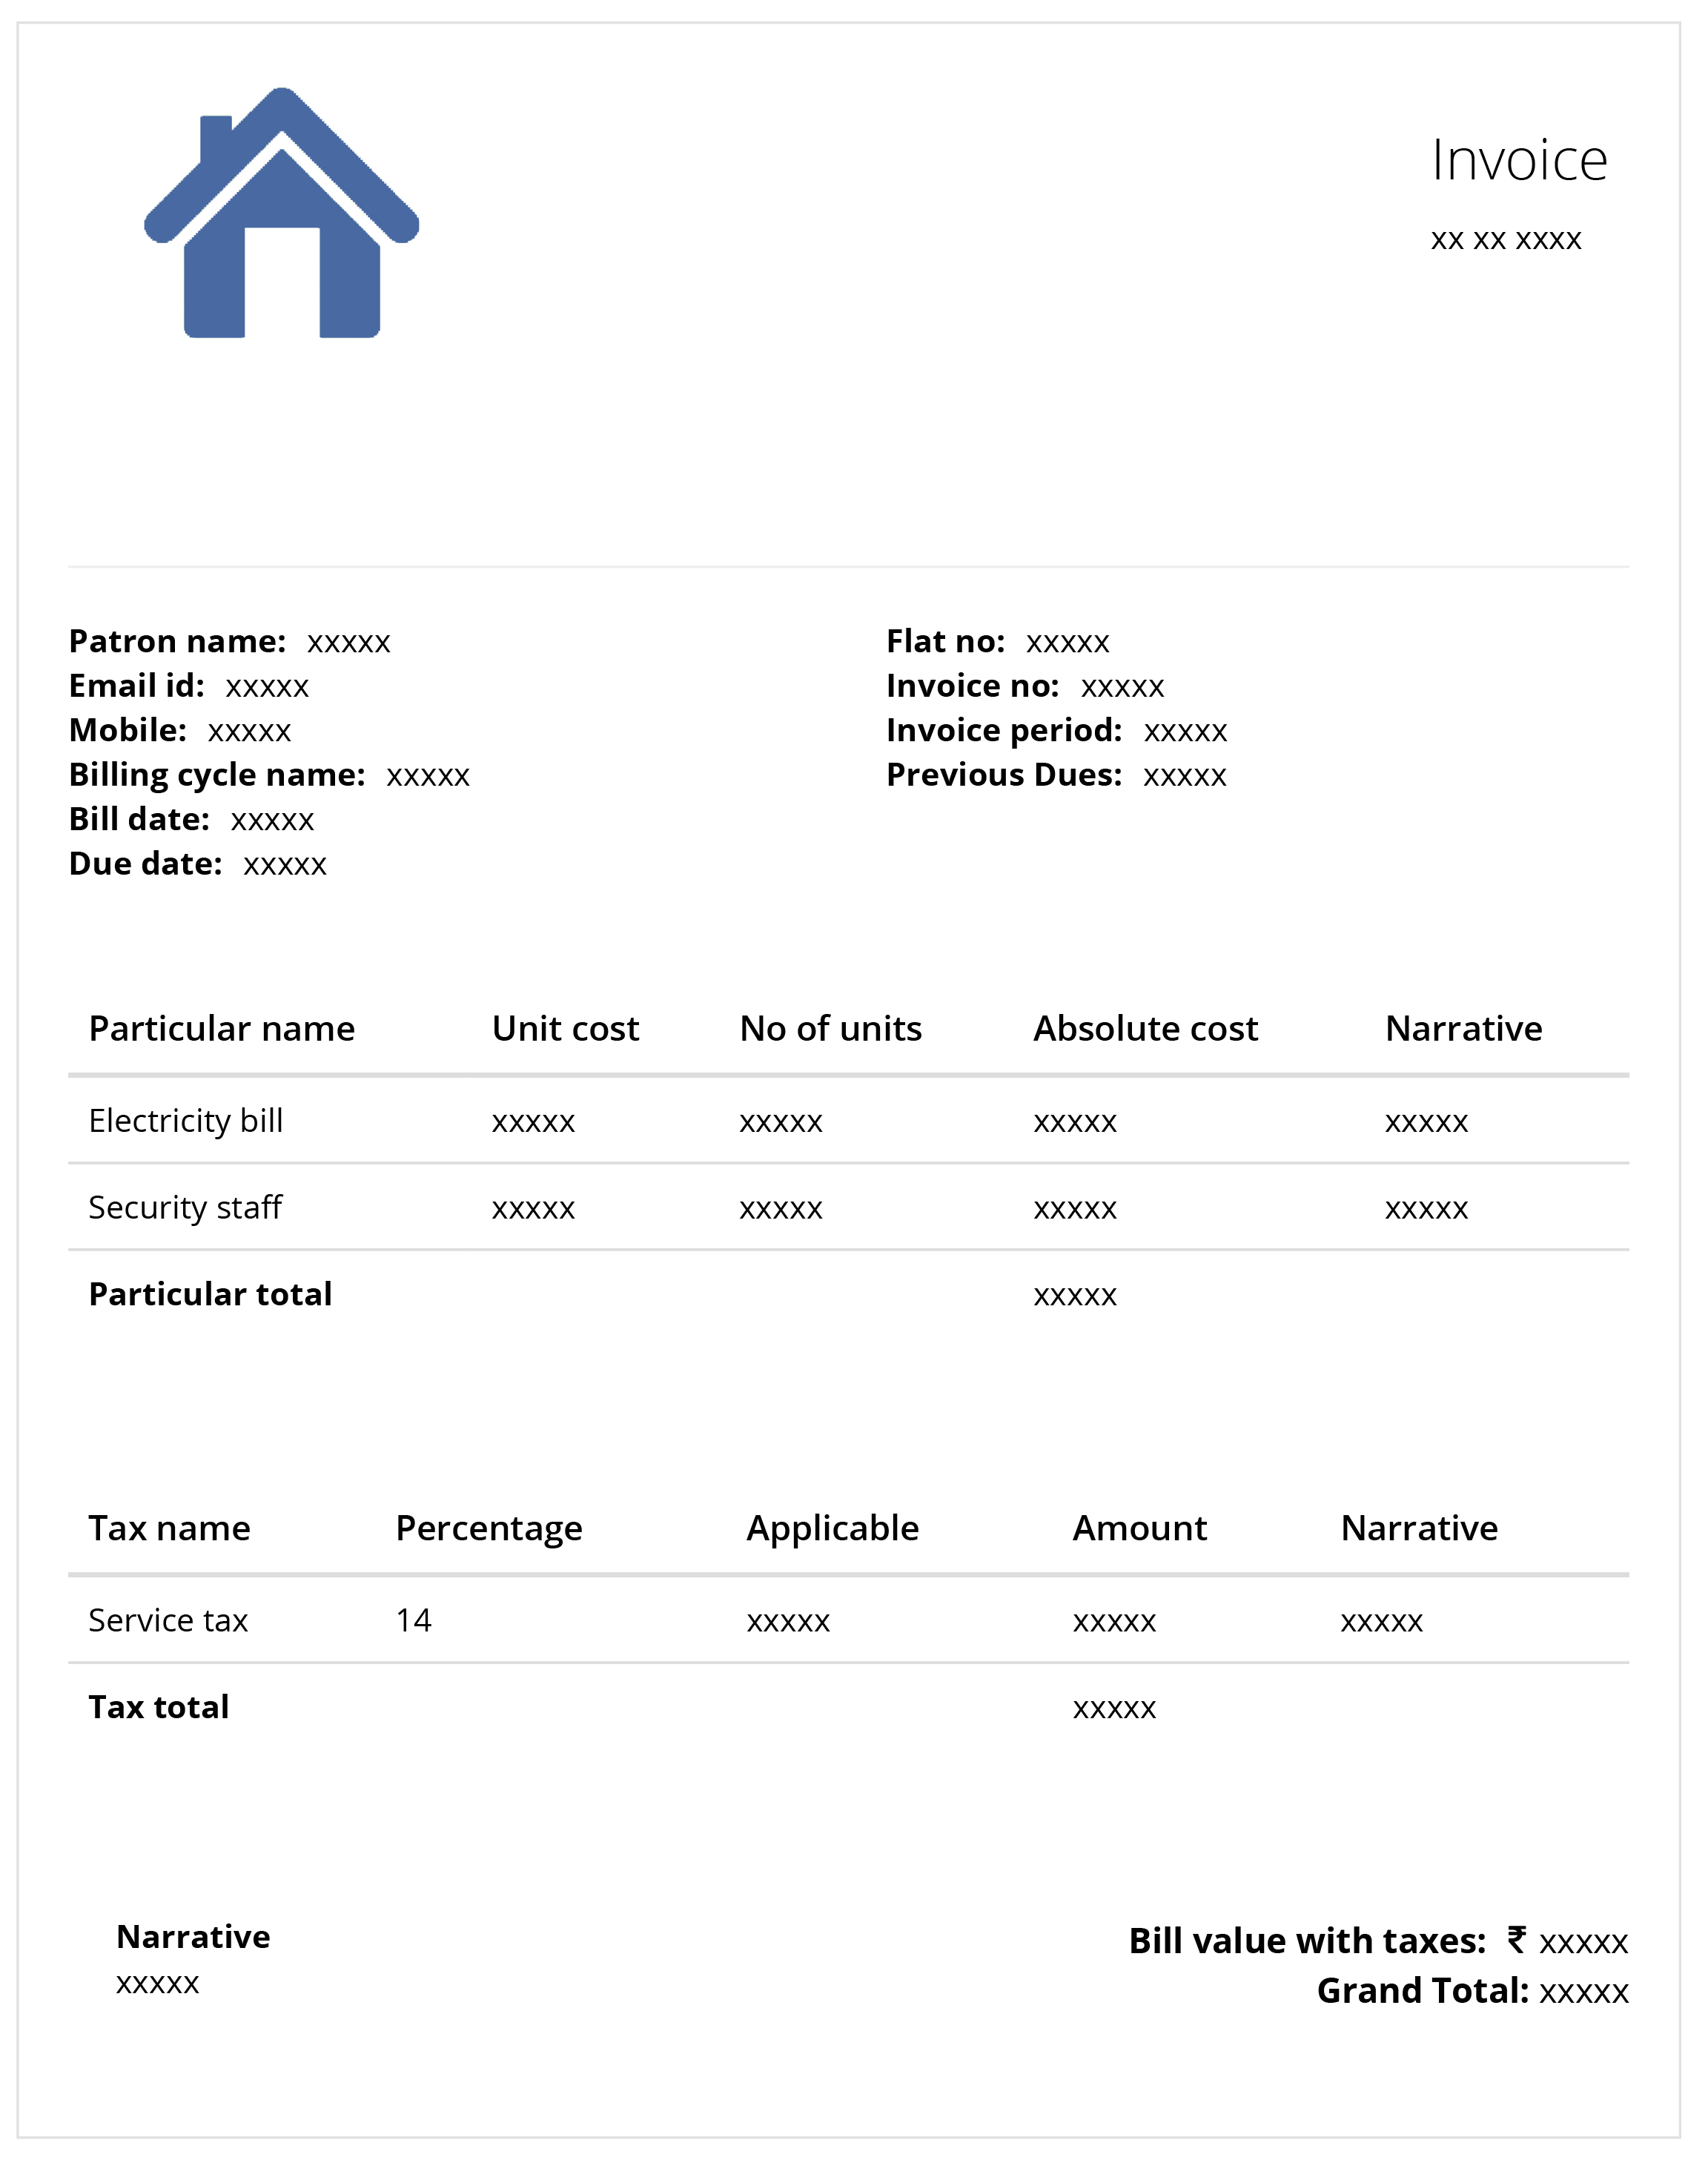 Invoice
xx xx xxxx
Patron name: xxxxx
Email id: xxxxx
Mobile: xxxxx
Billing cycle name: xxxxx
Bill date: xxxxx
Due date: xxxxx
Flat no: xxxxx
Invoice no: xxxxx
Invoice period: xxxxx
Previous Dues: xxxxx
Particular name Unit cost No of units Absolute cost Narrative
Electricity bill xxxxx xxxxx xxxxx xxxxx
Security staff xxxxx xxxxx xxxxx xxxxx
Particular total xxxxx
Tax name Percentage Applicable Amount Narrative
Service tax 14 xxxxx xxxxx xxxxx
Tax total xxxxx
Narrative
xxxxx
Bill value with taxes: ₹ xxxxx
Grand Total: xxxxx